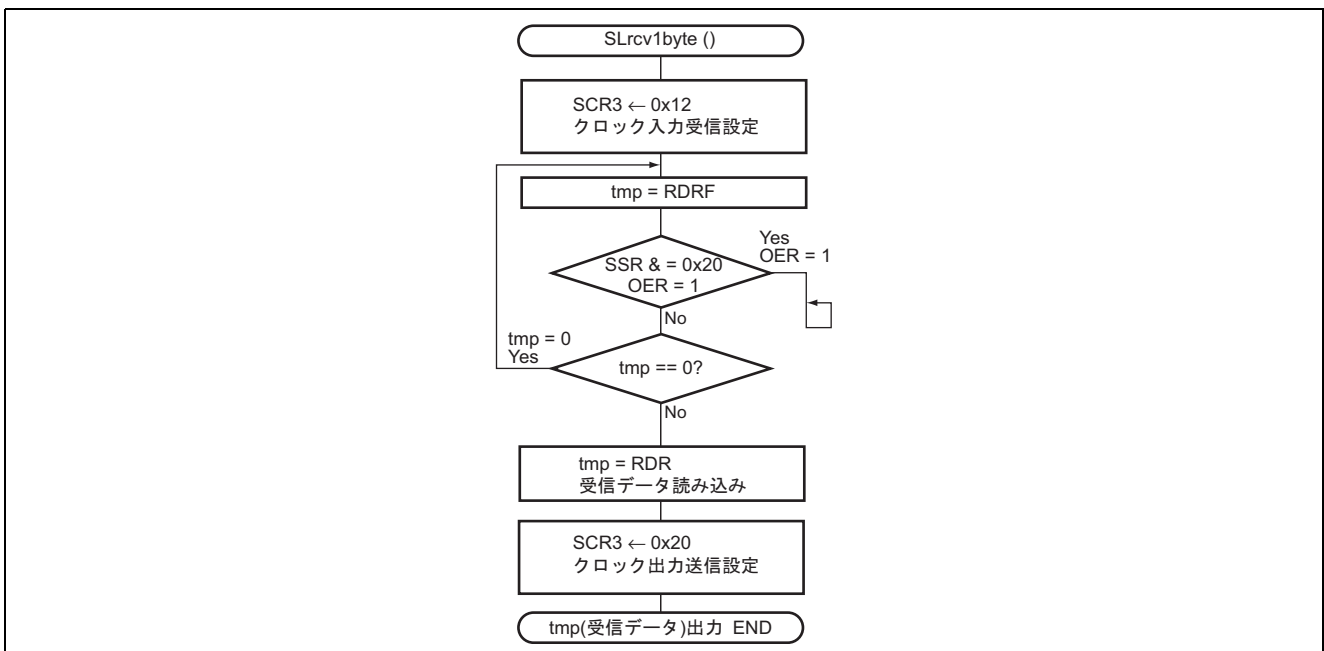 SLrcv1byte ()
SCR3 ← 0x12
クロック入力受信設定
tmp = RDRF
SSR & = 0x20
OER = 1
Yes
OER = 1
No
tmp = 0
Yes
tmp == 0?
No
tmp = RDR
受信データ読み込み
SCR3 ← 0x20
クロック出力送信設定
tmp(受信データ)出力 END